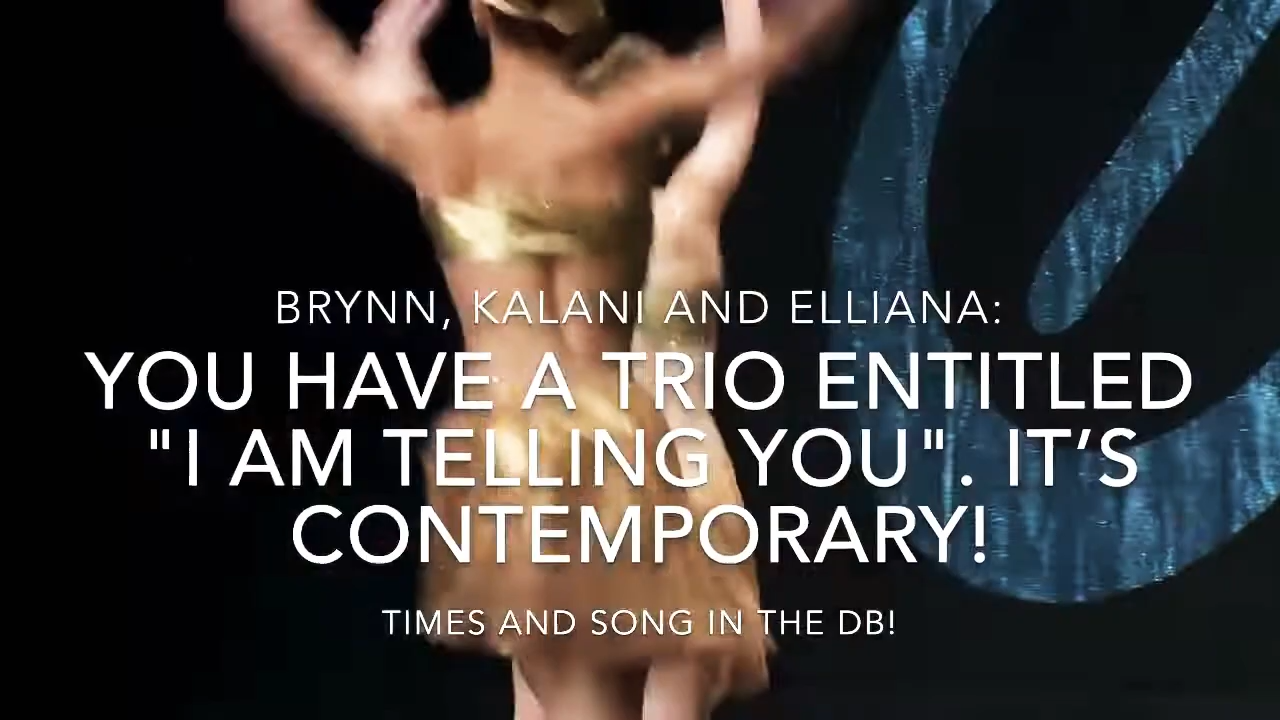 BRYNN, KALANI AND ELLIANA:
YOU HAVE A TRIO ENTITLED
"I AM TELLING YOU". IT’S
CONTEMPORARY!
TIMES AND SONG IN THE DB!